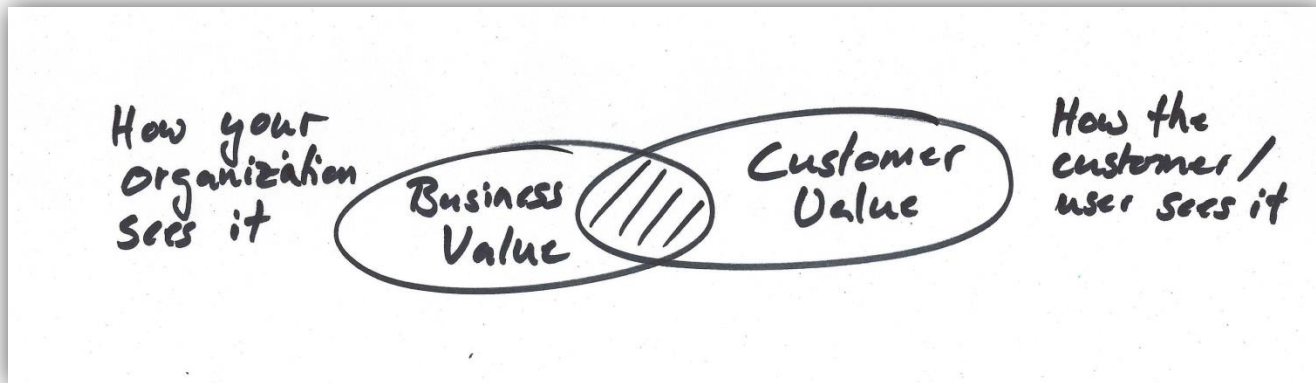 How your
organization
sees it
Business
Value
Customer
Value
How the
customer/
user sees it